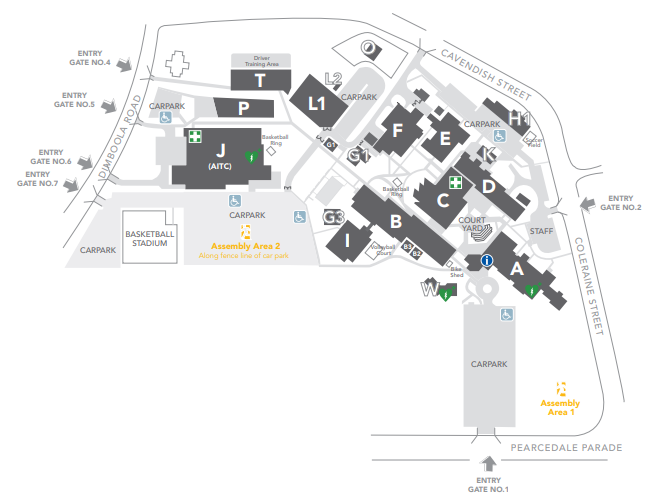 ENTRY
GATE NO.4
ENTRY
GATE NO.5
ENTRY
GATE NO.6
ENTRY
GATE NO.7
DIMBOOLA ROAD
CAVENDISH STREET
O
Driver
Training Area
T
L2
L1
CARPARK
P
CARPARK
J
(AITC)
Basketball
Ring
G1
G1
F
E
CARPARK
H1
Soccer
Field
K
D
C
Basketball
Ring
ENTRY
GATE NO.2
COURT
YARD
STAFF
COLERAINE STREET
CARPARK
G3
I
B
Volleyball
Court
B3
B2
BASKETBALL
STADIUM
CARPARK
Assembly Area 2
Along fence line of car park
i
A
Bike
Shed
W
CARPARK
Assembly
Area 1
PEARCEDALE PARADE
ENTRY
GATE NO.1